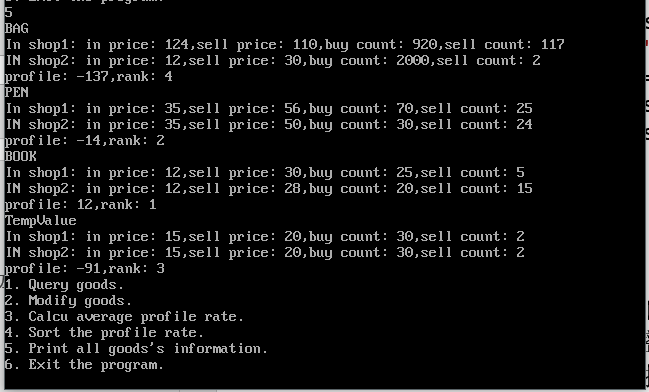 5
BAG
In shop1: in price: 124,sell price: 110,buy count: 920,sell count: 117
IN shop2: in price: 12,sell price: 30,buy count: 2000,sell count: 2
profile: -137,rank: 4
PEN
In shop1: in price: 35,sell price: 56,buy count: 70,sell count: 25
IN shop2: in price: 35,sell price: 50,buy count: 30,sell count: 24
profile: -14,rank: 2
BOOK
In shop1: in price: 12,sell price: 30,buy count: 25,sell count: 5
IN shop2: in price: 12,sell price: 28,buy count: 20,sell count: 15
profile: 12,rank: 1
TempValue
In shop1: in price: 15,sell price: 20,buy count: 30,sell count: 2
IN shop2: in price: 15,sell price: 20,buy count: 30,sell count: 2
profile: -91,rank: 3
1. Query goods.
2. Modify goods.
3. Calcu average profile rate.
4. Sort the profile rate.
5. Print all goods's information.
6. Exit the program.